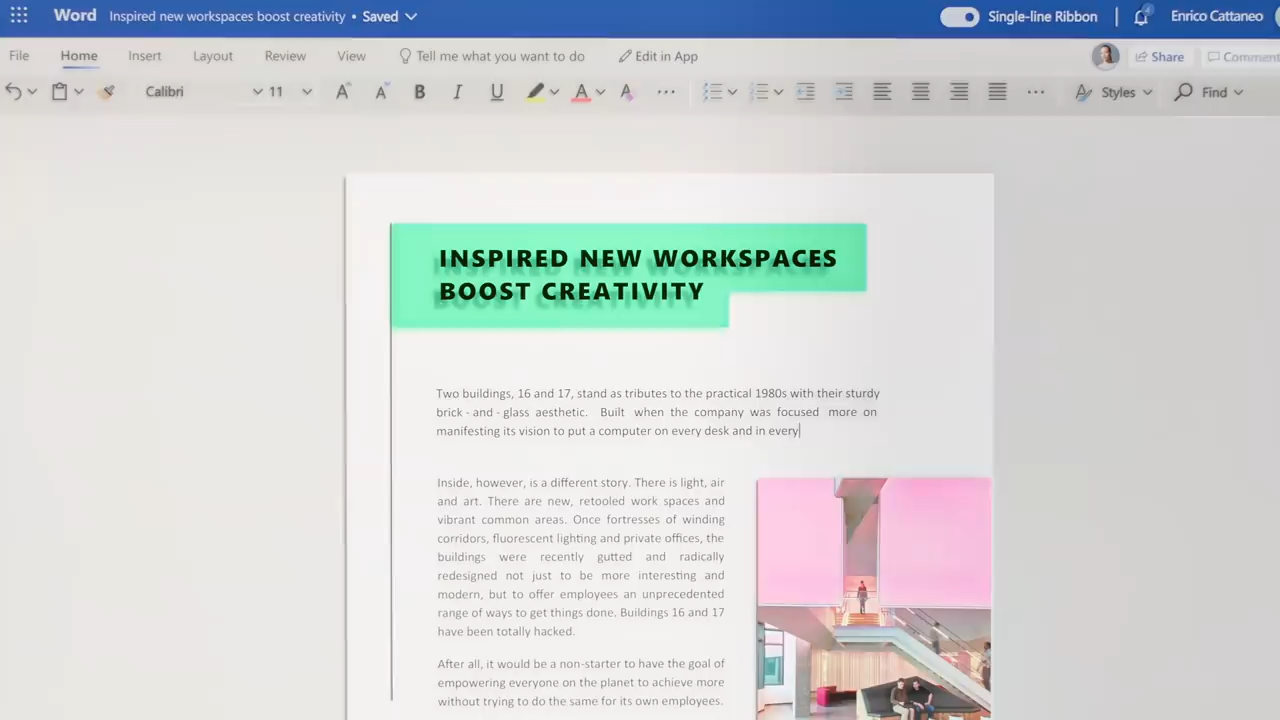 Word Inspired new workspaces boost creativity • Saved Single-line Ribbon Enrico Cattaneo
File Home Insert Layout Review View Tell me what you want to do Edit in App Share Comment
Calibri 11 A A B I U A A Styles Find
INSPIRED NEW WORKSPACES
BOOST CREATIVITY
Two buildings, 16 and 17, stand as tributes to the practical 1980s with their sturdy
brick - and - glass aesthetic. Built when the company was focused more on
manifesting its vision to put a computer on every desk and in every
Inside, however, is a different story. There is light, air
and art. There are new, retooled work spaces and
vibrant common areas. Once fortresses of winding
corridors, fluorescent lighting and private offices, the
buildings were recently gutted and radically
redesigned not just to be more interesting and
modern, but to offer employees an unprecedented
range of ways to get things done. Buildings 16 and 17
have been totally hacked.
After all, it would be a non-starter to have the goal of
empowering everyone on the planet to achieve more
without trying to do the same for its own employees.